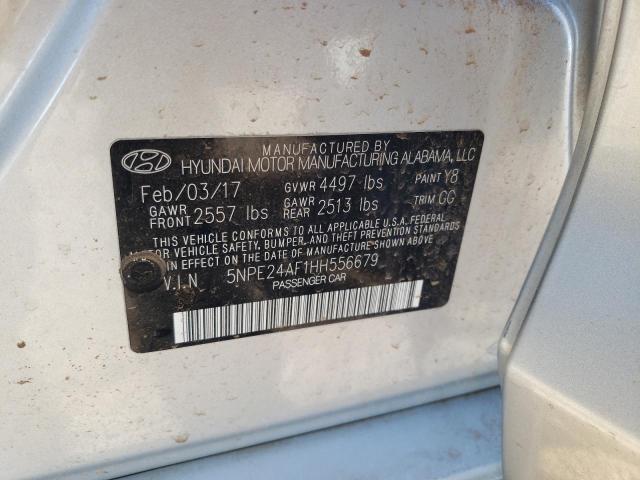 MANUFACTURED BY
HYUNDAI MOTOR MANUFACTURING ALABAMA, LLC
Feb/03/17 GVWR 4497 lbs PAINT Y8
GAWR FRONT 2557 lbs GAWR REAR 2513 lbs TRIM GG
THIS VEHICLE CONFORMS TO ALL APPLICABLE U.S.A. FEDERAL
MOTOR VEHICLE SAFETY, BUMPER, AND THEFT PREVENTION STANDARDS
IN EFFECT ON THE DATE OF MANUFACTURE SHOWN ABOVE.
V.I.N 5NPE24AF1HH556679
PASSENGER CAR